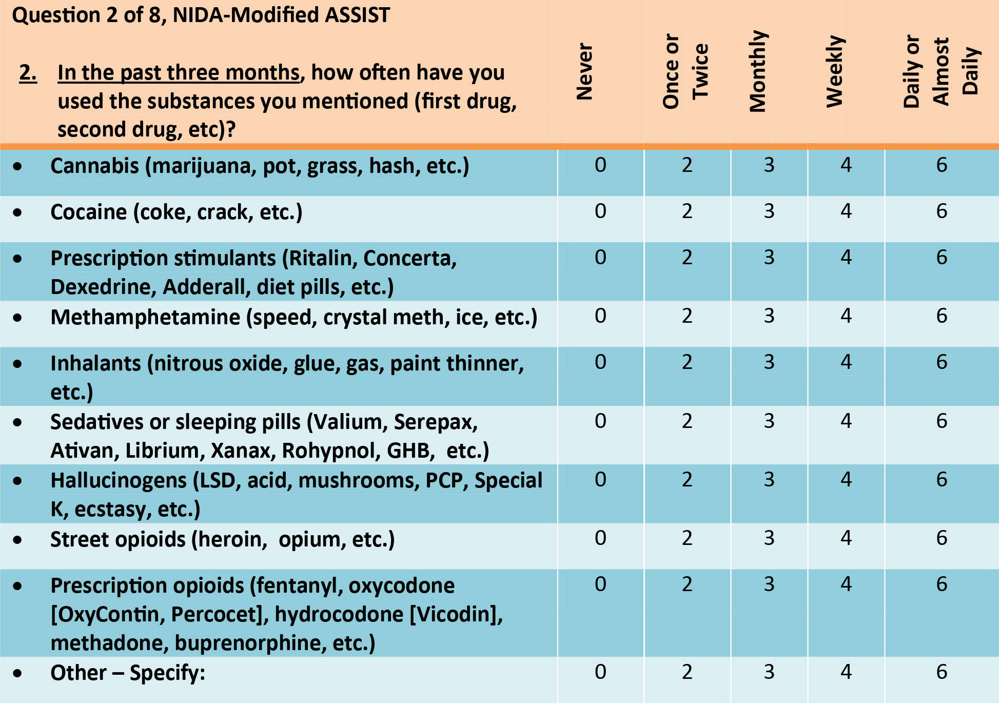 Question 2 of 8, NIDA-Modified ASSIST
2. In the past three months, how often have you
used the substances you mentioned (first drug,
second drug, etc)?
Never
Once or
Twice
Monthly
Weekly
Daily or
Almost
Daily
• Cannabis (marijuana, pot, grass, hash, etc.) 0 2 3 4 6
• Cocaine (coke, crack, etc.) 0 2 3 4 6
• Prescription stimulants (Ritalin, Concerta, 0 2 3 4 6
Dexedrine, Adderall, diet pills, etc.)
• Methamphetamine (speed, crystal meth, ice, etc.) 0 2 3 4 6
• Inhalants (nitrous oxide, glue, gas, paint thinner, 0 2 3 4 6
etc.)
• Sedatives or sleeping pills (Valium, Serepax, 0 2 3 4 6
Ativan, Librium, Xanax, Rohypnol, GHB,  etc.)
• Hallucinogens (LSD, acid, mushrooms, PCP, Special 0 2 3 4 6
K, ecstasy, etc.)
• Street opioids (heroin,  opium, etc.) 0 2 3 4 6
• Prescription opioids (fentanyl, oxycodone 0 2 3 4 6
[OxyContin, Percocet], hydrocodone [Vicodin],
methadone, buprenorphine, etc.)
• Other – Specify: 0 2 3 4 6